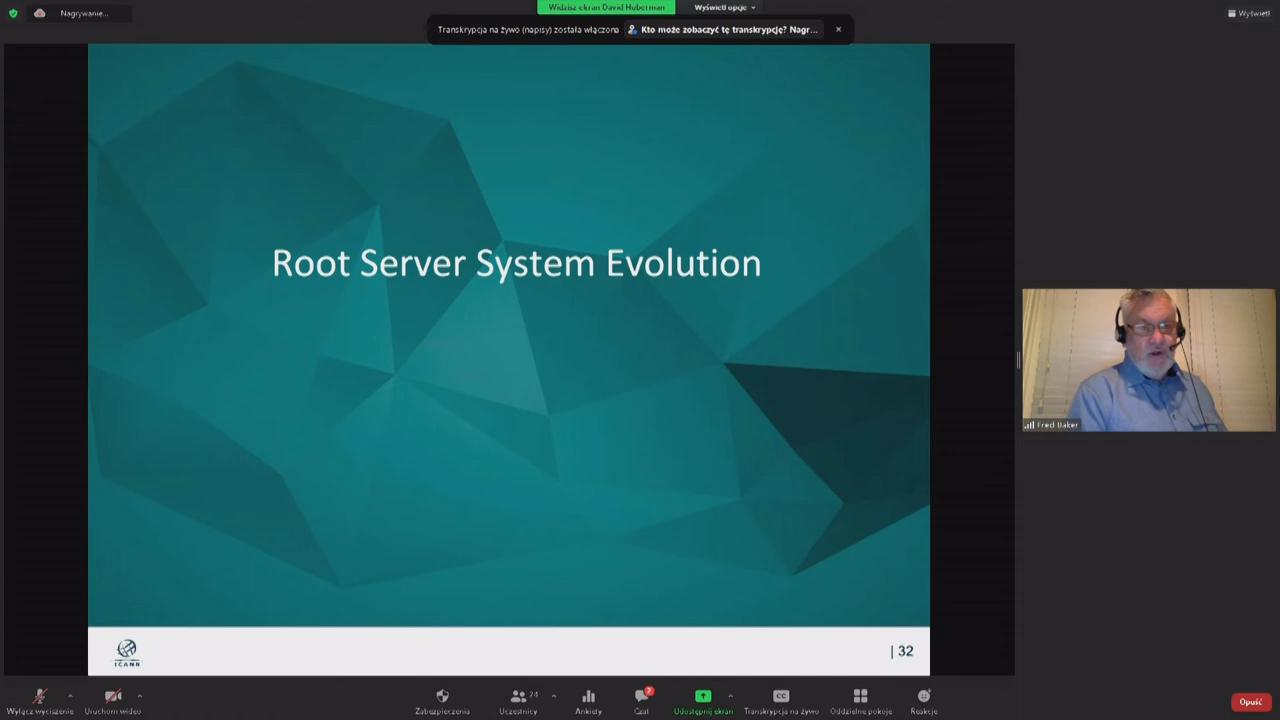 Nagrywanie...
Widzisz ekran David Huberman
Wyświetl opcje
Wyświetl
Transkrypcja na żywo (napisy) została włączona
Kto może zobaczyć tę transkrypcję? Nagr...
Root Server System Evolution
Fred Baker
ICANN
| 32
Wyłącz wyciszenie
Uruchom wideo
Zabezpieczenia
24
Uczestnicy
Ankiety
Czat
Udostępnij ekran
CC
Transkrypcja na żywo
Oddzielne pokoje
Reakcje
Opuść